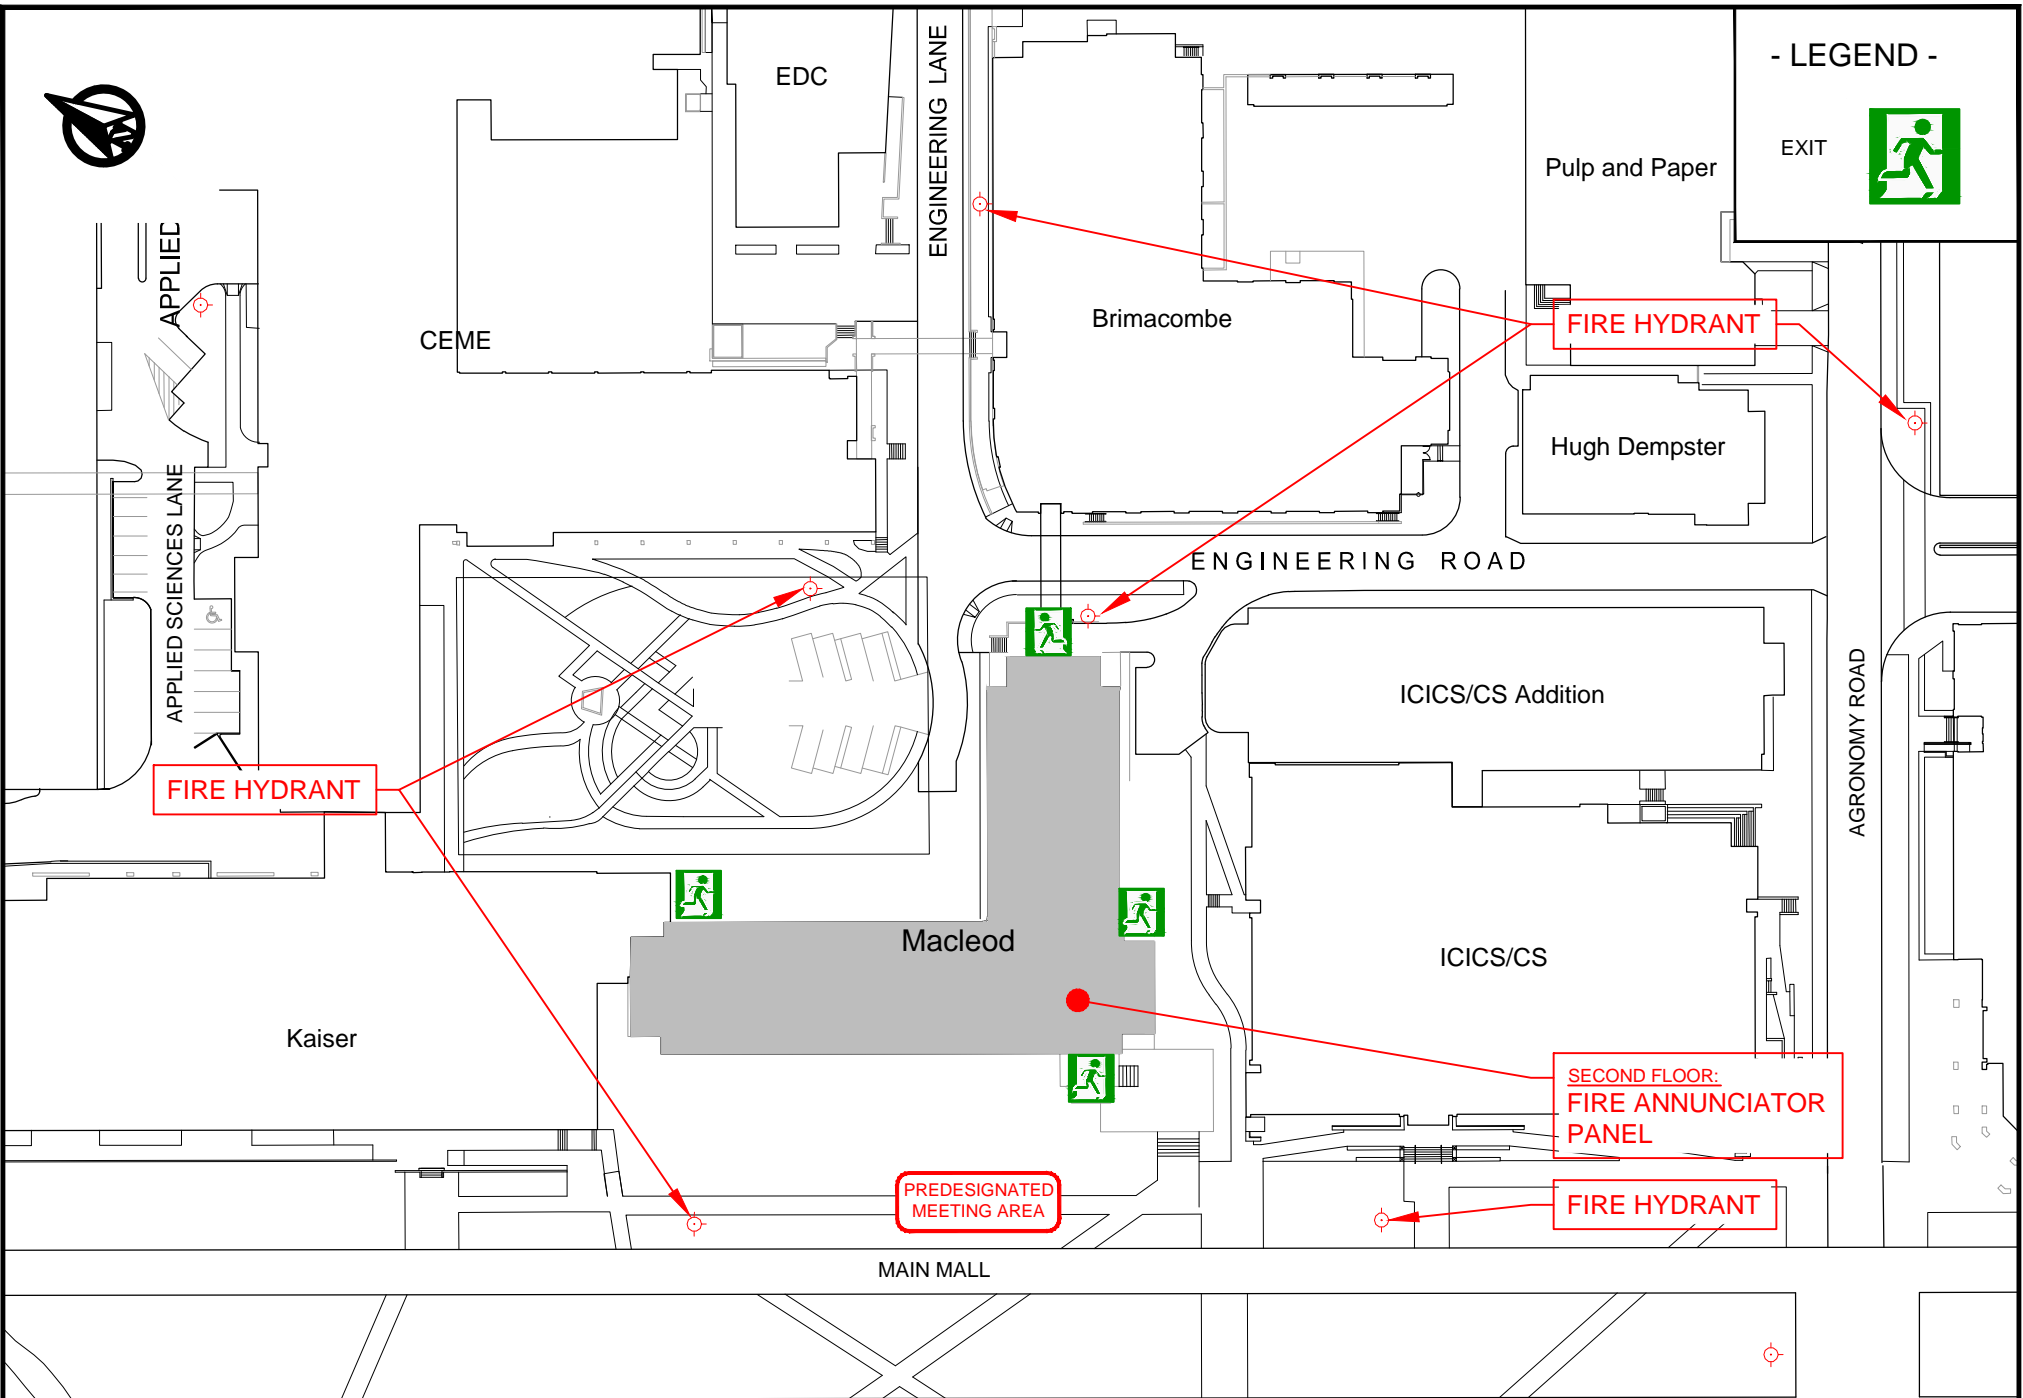 - LEGEND -
EXIT
EDC
ENGINEERING LANE
Pulp and Paper
APPLIED
CEME
Brimacombe
FIRE HYDRANT
Hugh Dempster
APPLIED SCIENCES LANE
ENGINEERING ROAD
ICICS/CS Addition
AGRONOMY ROAD
FIRE HYDRANT
Macleod
ICICS/CS
Kaiser
SECOND FLOOR:
FIRE ANNUNCIATOR
PANEL
PREDESIGNATED
MEETING AREA
FIRE HYDRANT
MAIN MALL